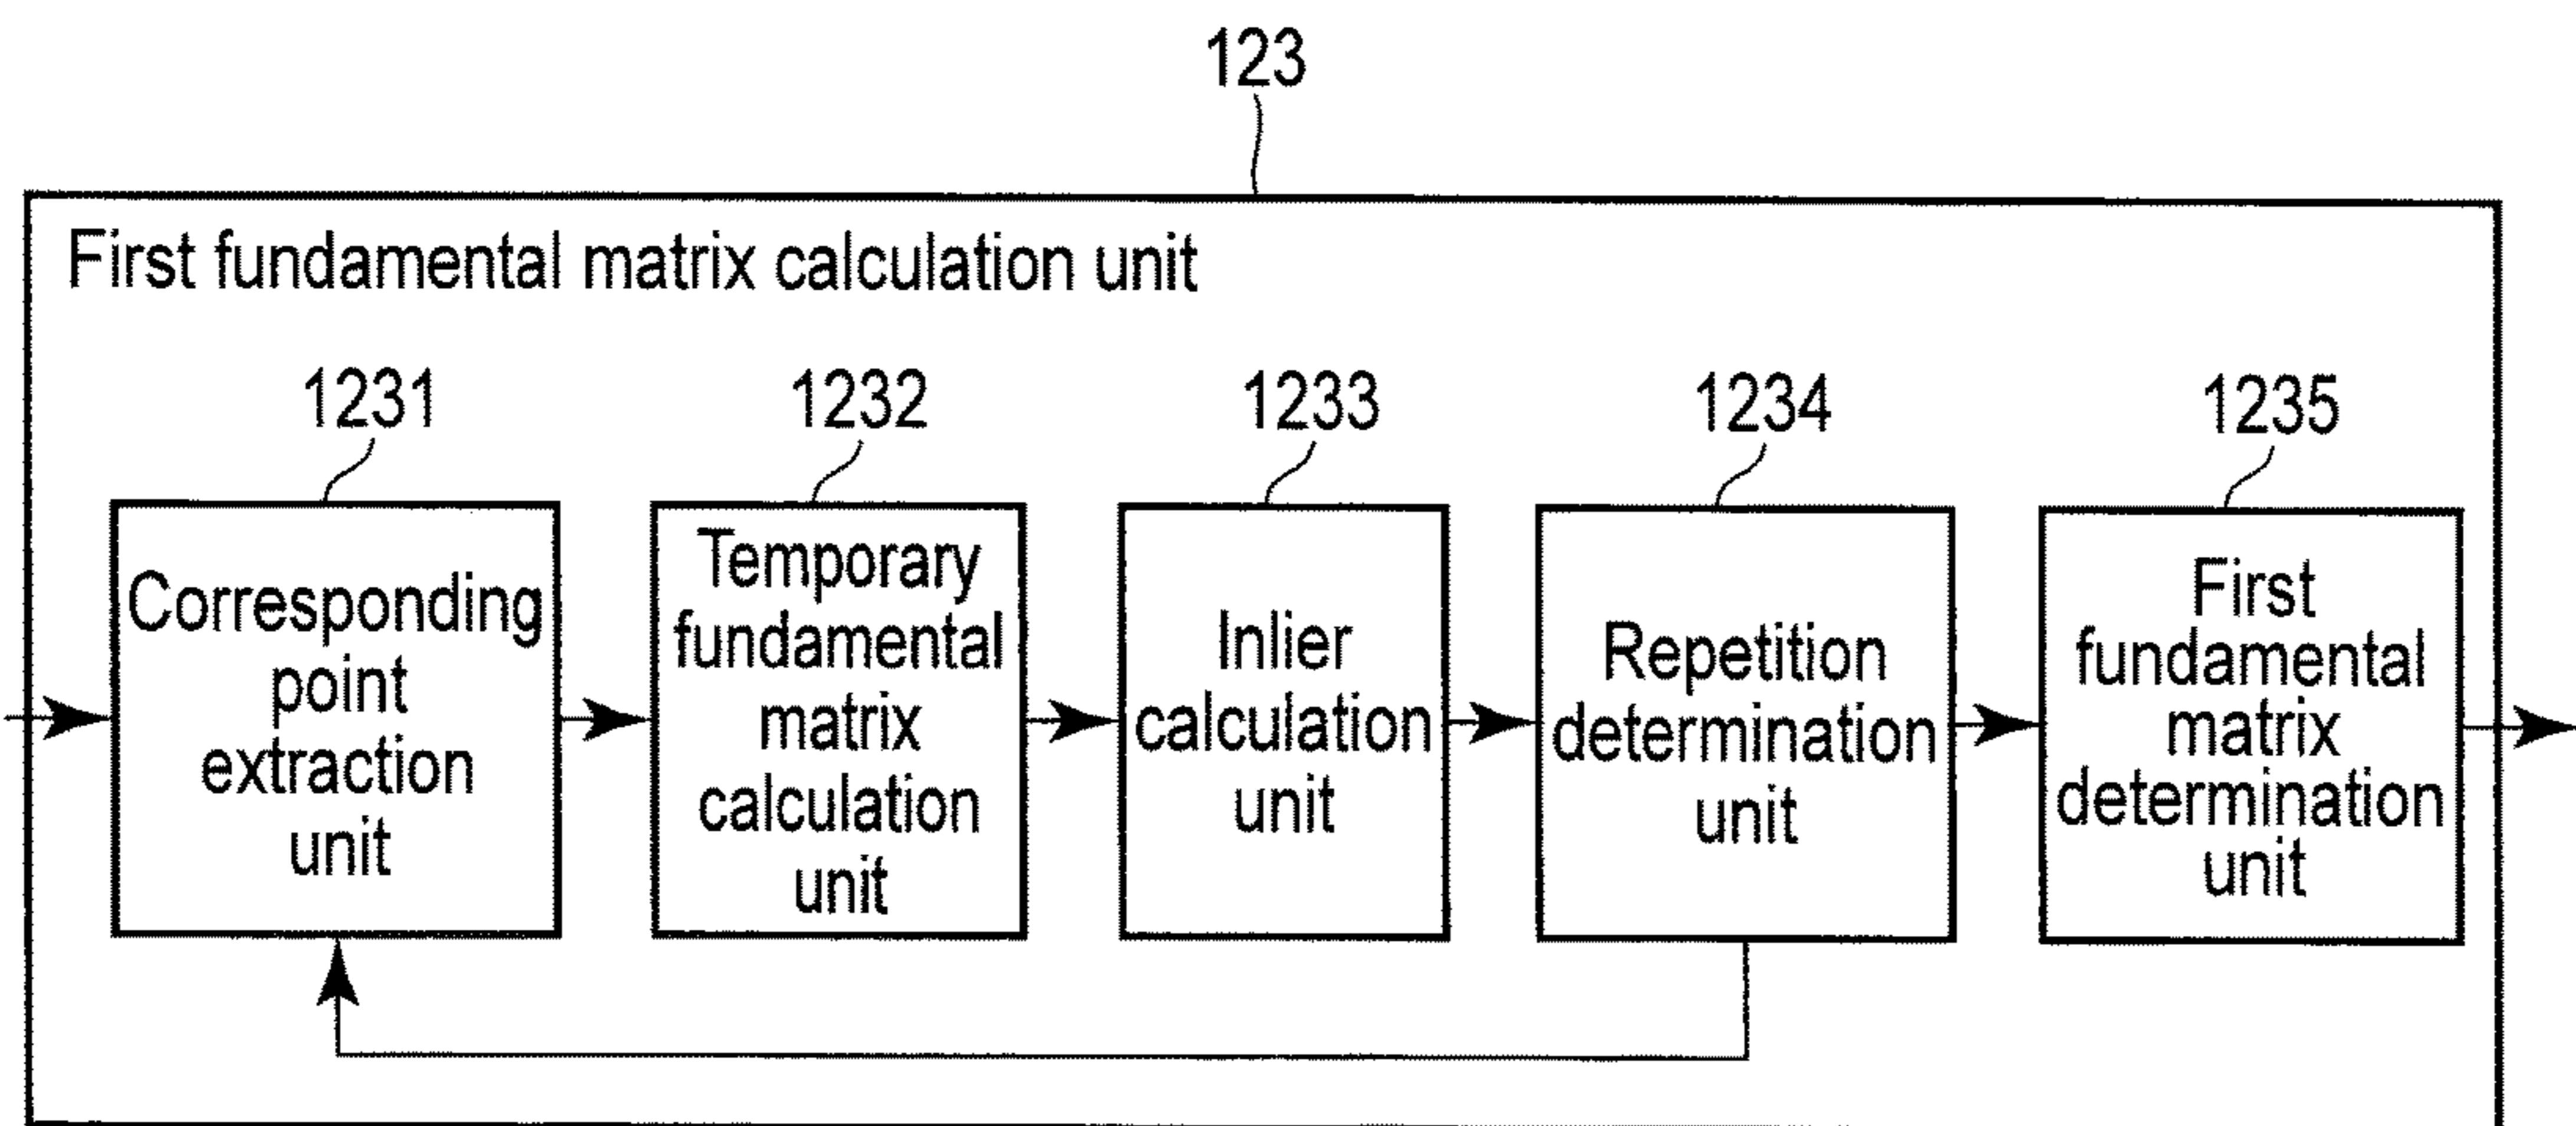 123
First fundamental matrix calculation unit
1231
1232
1233
1234
1235
Corresponding
point
extraction
unit
Temporary
fundamental
matrix
calculation
unit
Inlier
calculation
unit
Repetition
determination
unit
First
fundamental
matrix
determination
unit